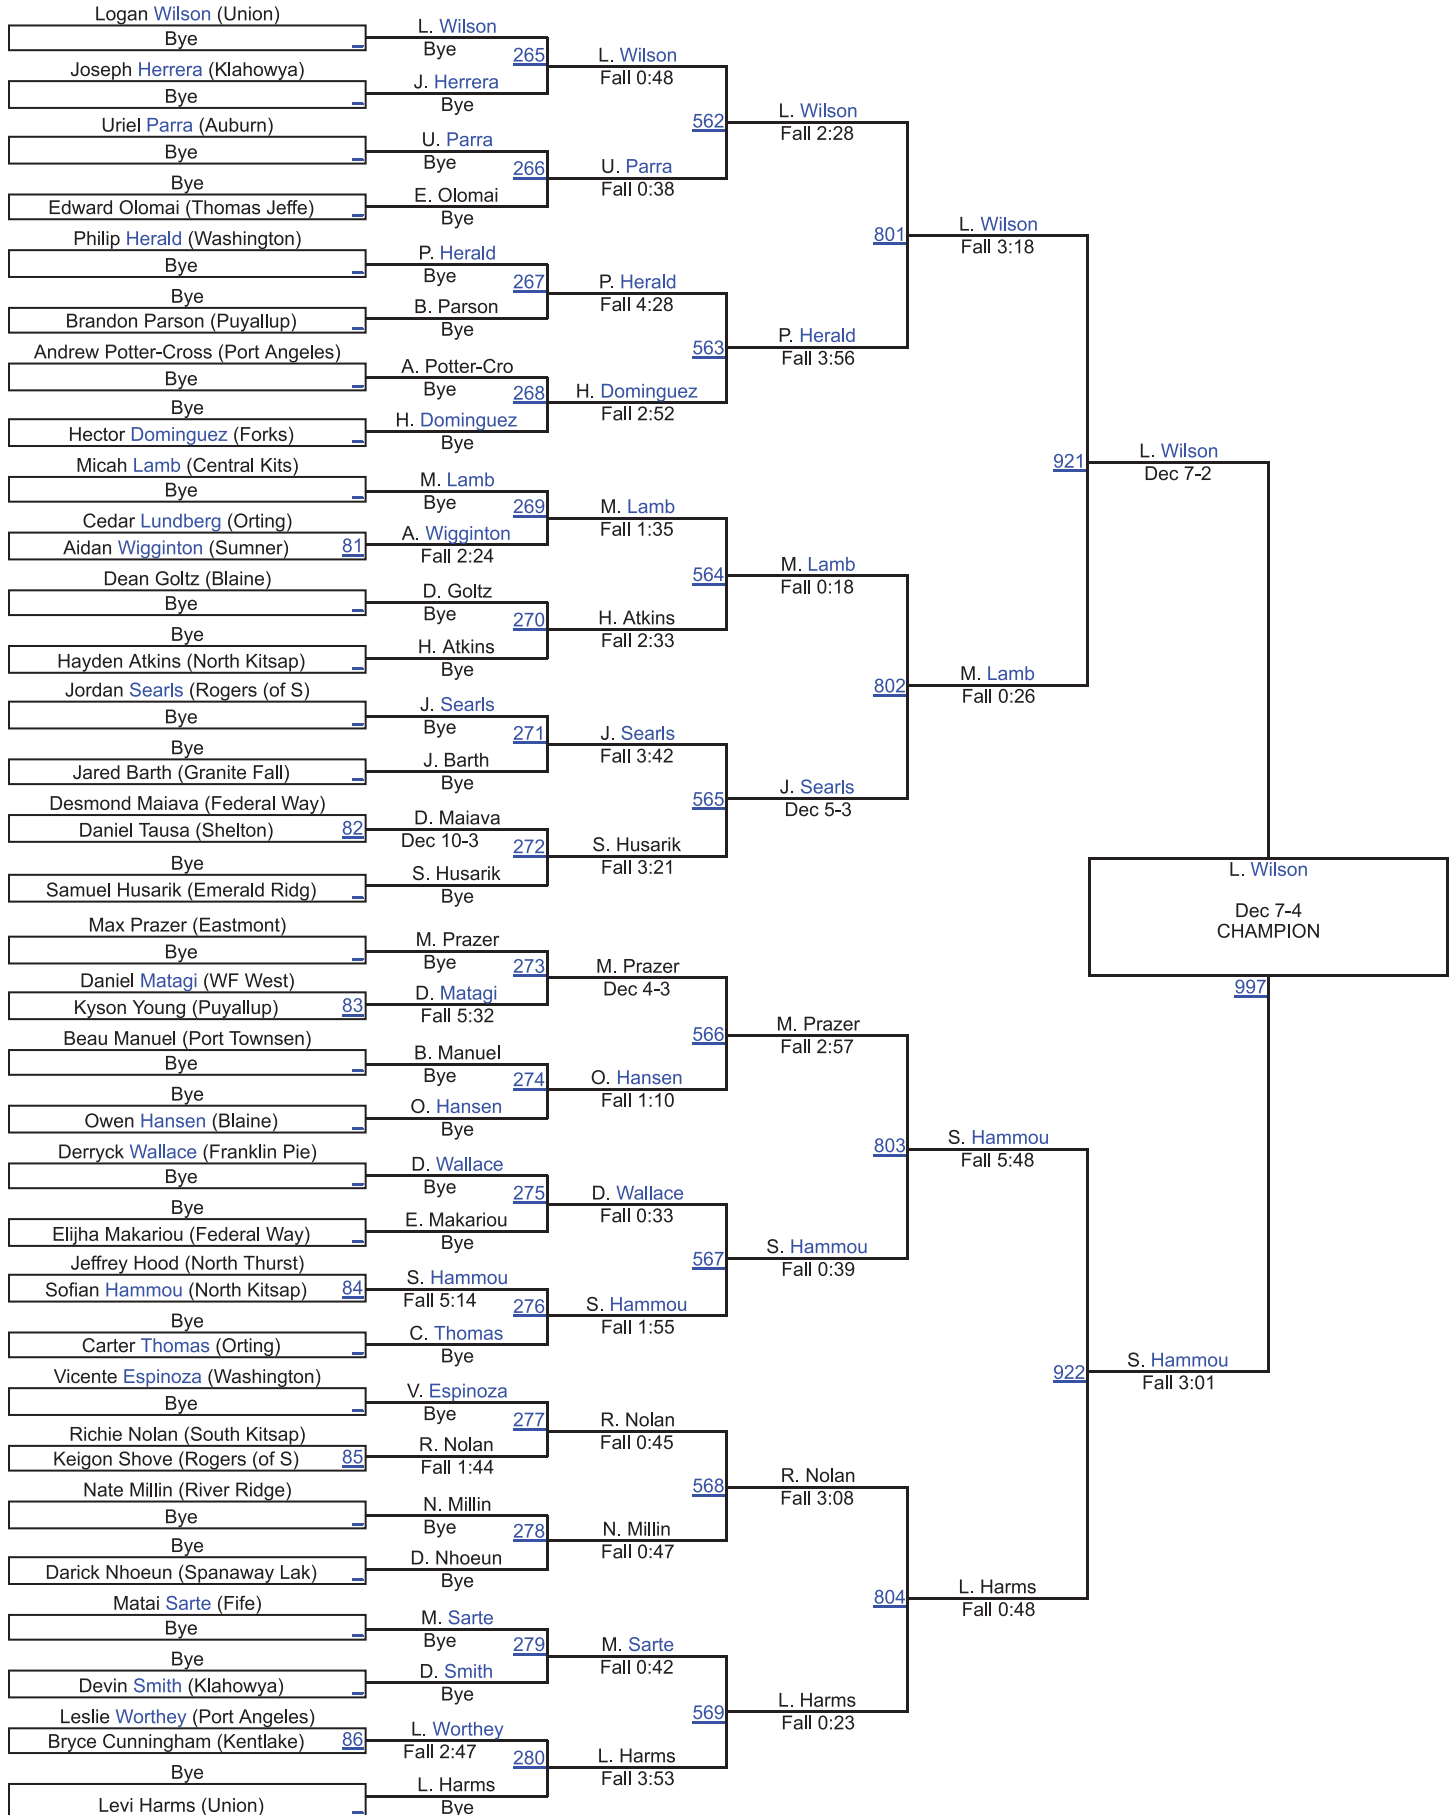 Logan Wilson (Union)
Bye
Joseph Herrera (Klahowya)
Bye
Uriel Parra (Auburn)
Bye
Bye
Edward Olomai (Thomas Jeffe)
Philip Herald (Washington)
Bye
Bye
Brandon Parson (Puyallup)
Andrew Potter-Cross (Port Angeles)
Bye
Bye
Hector Dominguez (Forks)
Micah Lamb (Central Kits)
Bye
Cedar Lundberg (Orting)
Aidan Wigginton (Sumner) 81
Dean Goltz (Blaine)
Bye
Bye
Hayden Atkins (North Kitsap)
Jordan Searls (Rogers (of S)
Bye
Bye
Jared Barth (Granite Fall)
Desmond Maiava (Federal Way)
Daniel Tausa (Shelton) 82
Bye
Samuel Husarik (Emerald Ridg)
Max Prazer (Eastmont)
Bye
Daniel Matagi (WF West)
Kyson Young (Puyallup) 83
Beau Manuel (Port Townsen)
Bye
Bye
Owen Hansen (Blaine)
Derryck Wallace (Franklin Pie)
Bye
Bye
Elijha Makariou (Federal Way)
Jeffrey Hood (North Thurst)
Sofian Hammou (North Kitsap) 84
Bye
Carter Thomas (Orting)
Vicente Espinoza (Washington)
Bye
Richie Nolan (South Kitsap)
Keigon Shove (Rogers (of S) 85
Nate Millin (River Ridge)
Bye
Bye
Darick Nhoeun (Spanaway Lak)
Matai Sarte (Fife)
Bye
Bye
Devin Smith (Klahowya)
Leslie Worthey (Port Angeles)
Bryce Cunningham (Kentlake) 86
Bye
Levi Harms (Union)
L. Wilson
Bye
265
J. Herrera
Bye
U. Parra
Bye
266
E. Olomai
Bye
P. Herald
Bye
267
B. Parson
Bye
A. Potter-Cro
Bye
268
H. Dominguez
Bye
M. Lamb
Bye
269
A. Wigginton
Fall 2:24
D. Goltz
Bye
270
H. Atkins
Bye
J. Searls
Bye
271
J. Barth
Bye
D. Maiava
Dec 10-3
272
S. Husarik
Bye
M. Prazer
Bye
273
D. Matagi
Fall 5:32
B. Manuel
Bye
274
O. Hansen
Bye
D. Wallace
Bye
275
E. Makariou
Bye
S. Hammou
Fall 5:14
276
C. Thomas
Bye
V. Espinoza
Bye
277
R. Nolan
Fall 1:44
N. Millin
Bye
278
D. Nhoeun
Bye
M. Sarte
Bye
279
D. Smith
Bye
L. Worthey
Fall 2:47
280
L. Harms
Bye
L. Wilson
Fall 0:48
562
U. Parra
Fall 0:38
P. Herald
Fall 4:28
563
H. Dominguez
Fall 2:52
M. Lamb
Fall 1:35
564
H. Atkins
Fall 2:33
J. Searls
Fall 3:42
565
S. Husarik
Fall 3:21
M. Prazer
Dec 4-3
566
O. Hansen
Fall 1:10
D. Wallace
Fall 0:33
567
S. Hammou
Fall 1:55
R. Nolan
Fall 0:45
568
N. Millin
Fall 0:47
M. Sarte
Fall 0:42
569
L. Harms
Fall 3:53
L. Wilson
Fall 2:28
801
P. Herald
Fall 3:56
M. Lamb
Fall 0:18
802
J. Searls
Dec 5-3
M. Prazer
Fall 2:57
803
S. Hammou
Fall 0:39
R. Nolan
Fall 3:08
804
L. Harms
Fall 0:23
L. Wilson
Fall 3:18
921
M. Lamb
Fall 0:26
S. Hammou
Fall 5:48
922
L. Harms
Fall 0:48
L. Wilson
Dec 7-2
L. Wilson
Dec 7-4
CHAMPION
997
S. Hammou
Fall 3:01